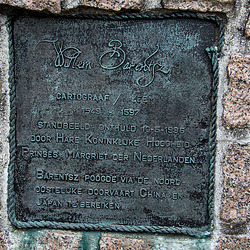 Willem Barentsz
CARTOGRAAF
1597
STANDBEELD ONTHULD 10-5-1996
DOOR HARE KONINKLIJKE HOOGHEID
PRINSES MARGRIET DER NEDERLANDEN
BARENTSZ POOGDE VIA DE NOORD
OOSTELIJKE DOORVAART CHINA EN
JAPAN TE BEREIKEN